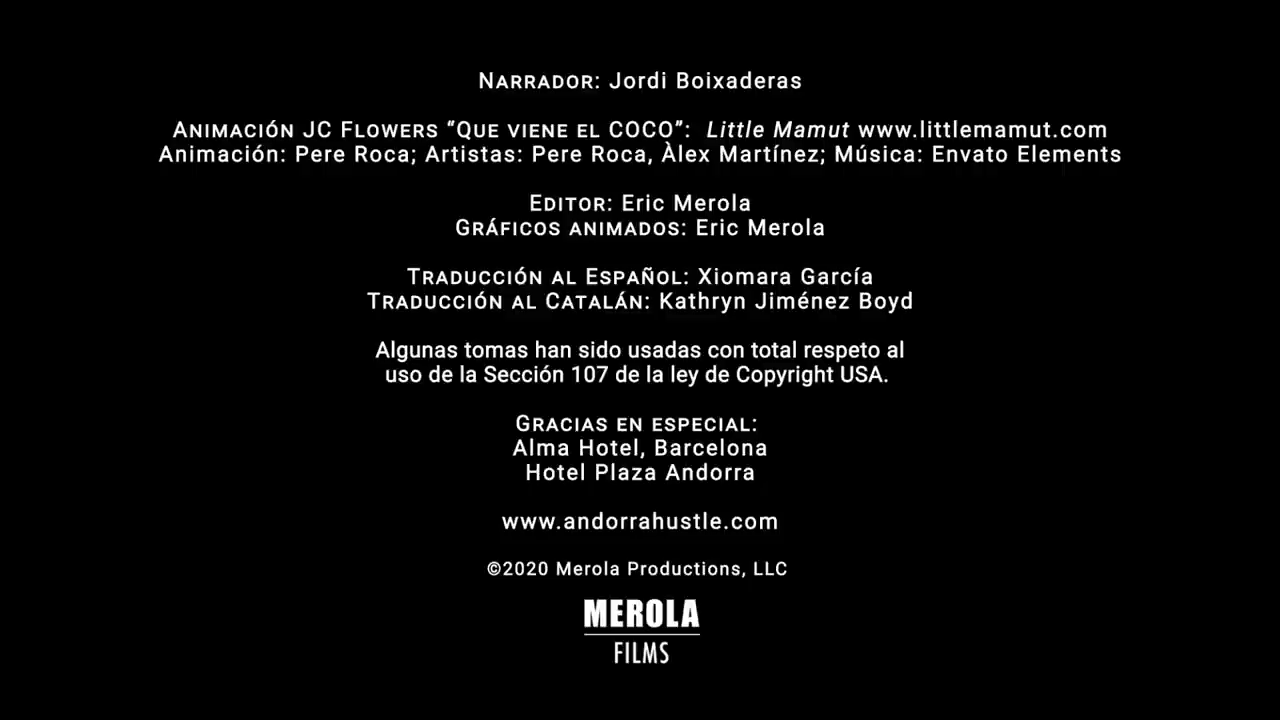 Narrador: Jordi Boixaderas
Animación JC Flowers “Que viene el COCO”: Little Mamut www.littlemamut.com
Animación: Pere Roca; Artistas: Pere Roca, Àlex Martínez; Música: Envato Elements
Editor: Eric Merola
Gráficos animados: Eric Merola
Traducción al Español: Xiomara García
Traducción al Catalán: Kathryn Jiménez Boyd
Algunas tomas han sido usadas con total respeto al
uso de la Sección 107 de la ley de Copyright USA.
Gracias en especial:
Alma Hotel, Barcelona
Hotel Plaza Andorra
www.andorrahustle.com
©2020 Merola Productions, LLC
MEROLA
FILMS